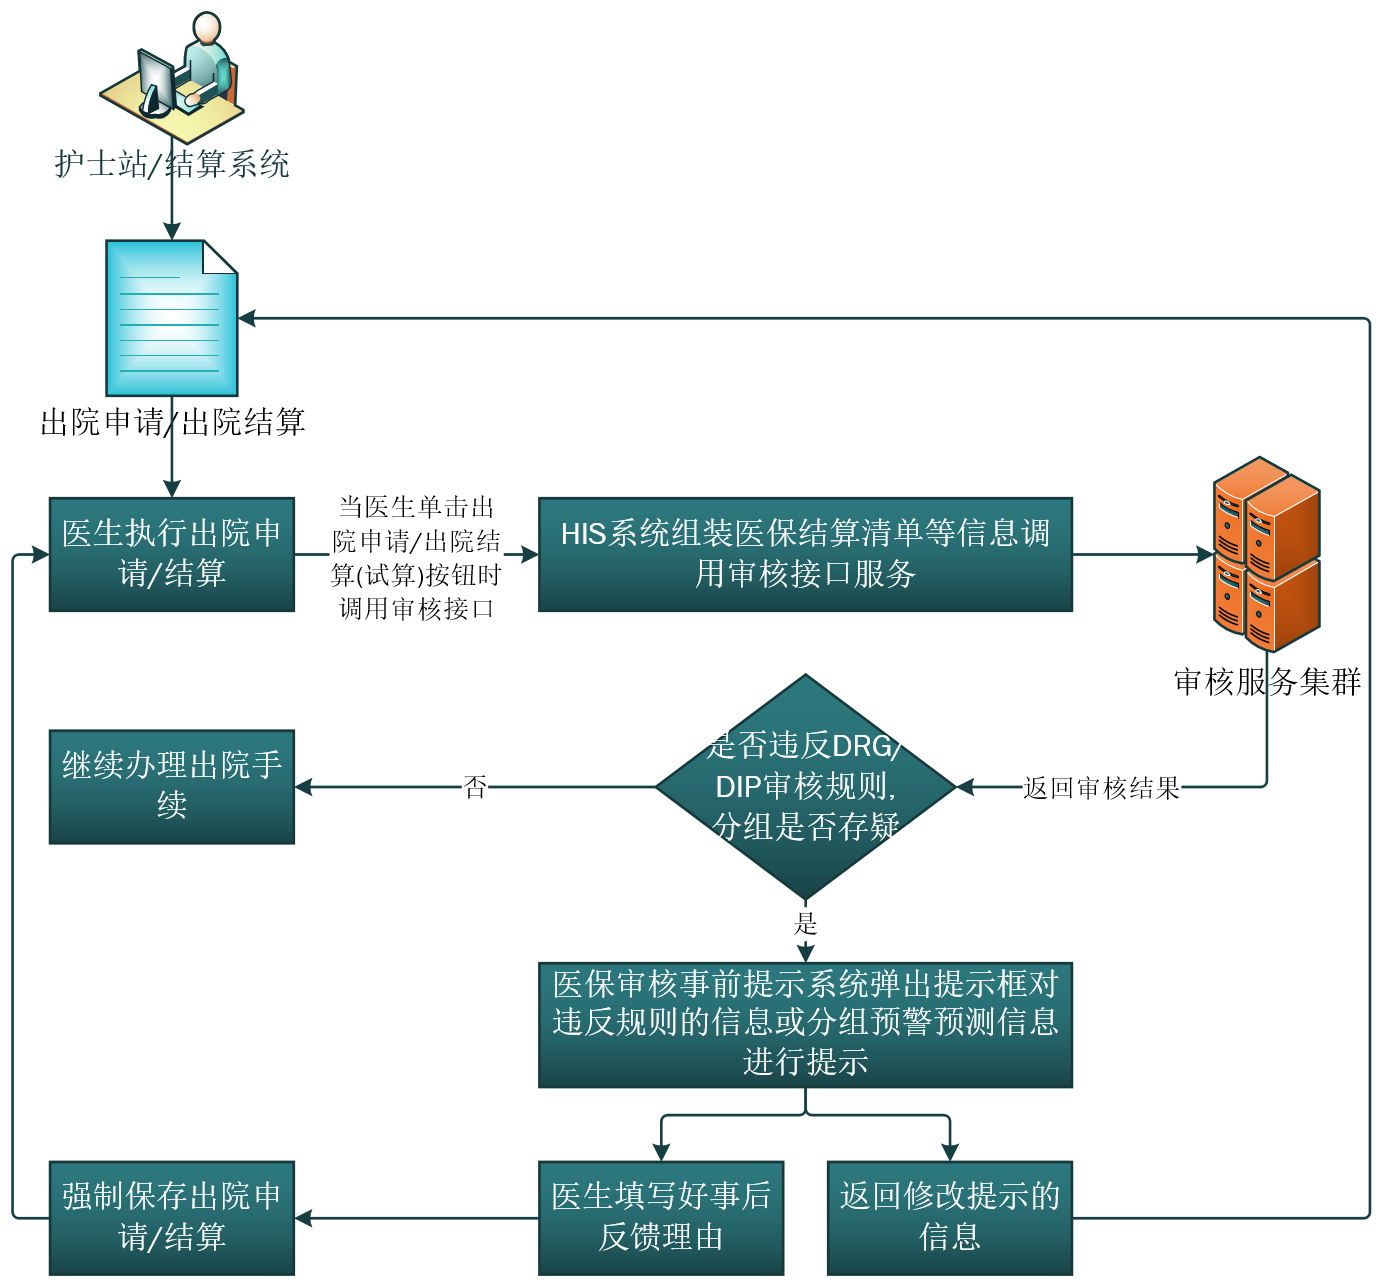 护士站/结算系统
出院申请/出院结算
医生执行出院申
请/结算
当医生单击出
院申请/出院结
算(试算)按钮时
调用审核接口
HIS系统组装医保结算清单等信息调
用审核接口服务
审核服务集群
继续办理出院手
续
否
是否违反DRG/
DIP审核规则,
分组是否存疑
返回审核结果
是
医保审核事前提示系统弹出提示框对
违反规则的信息或分组预警预测信息
进行提示
强制保存出院申
请/结算
医生填写好事后
反馈理由
返回修改提示的
信息